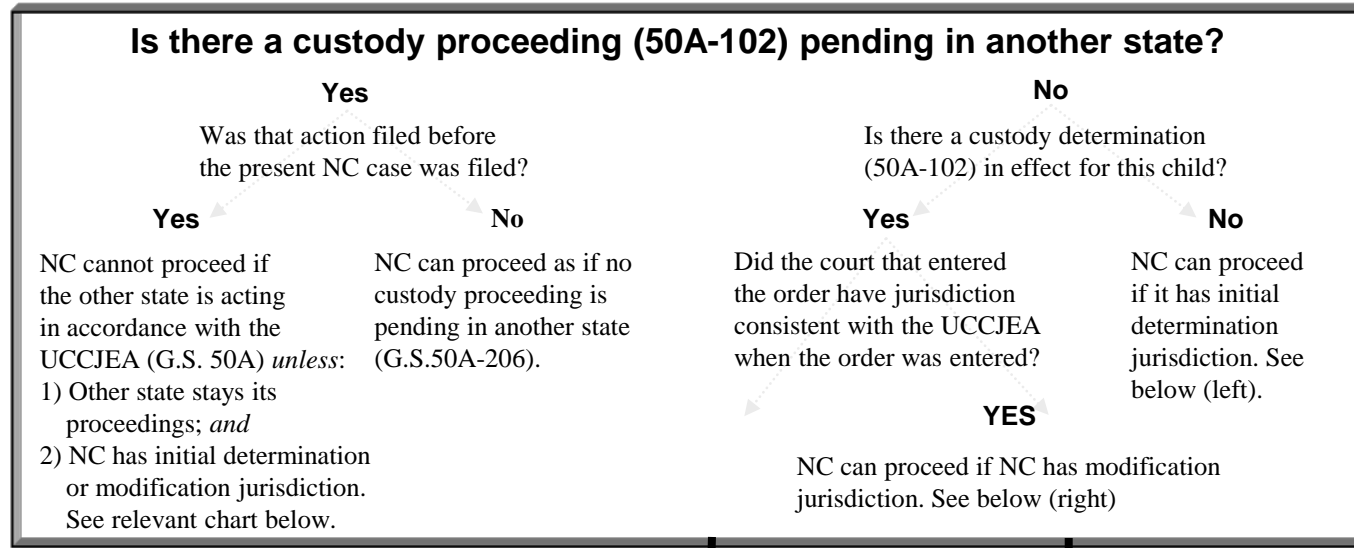 Is there a custody proceeding (50A-102) pending in another state?
Yes
Was that action filed before
the present NC case was filed?
Yes
NC cannot proceed if
the other state is acting
in accordance with the
UCCJEA (G.S. 50A) unless:
1) Other state stays its
proceedings; and
2) NC has initial determination
or modification jurisdiction.
See relevant chart below.
No
NC can proceed as if no
custody proceeding is
pending in another state
(G.S.50A-206).
No
Is there a custody determination
(50A-102) in effect for this child?
Yes
Did the court that entered
the order have jurisdiction
consistent with the UCCJEA
when the order was entered?
YES
NC can proceed if NC has modification
jurisdiction. See below (right)
No
NC can proceed
if it has initial
determination
jurisdiction. See
below (left).